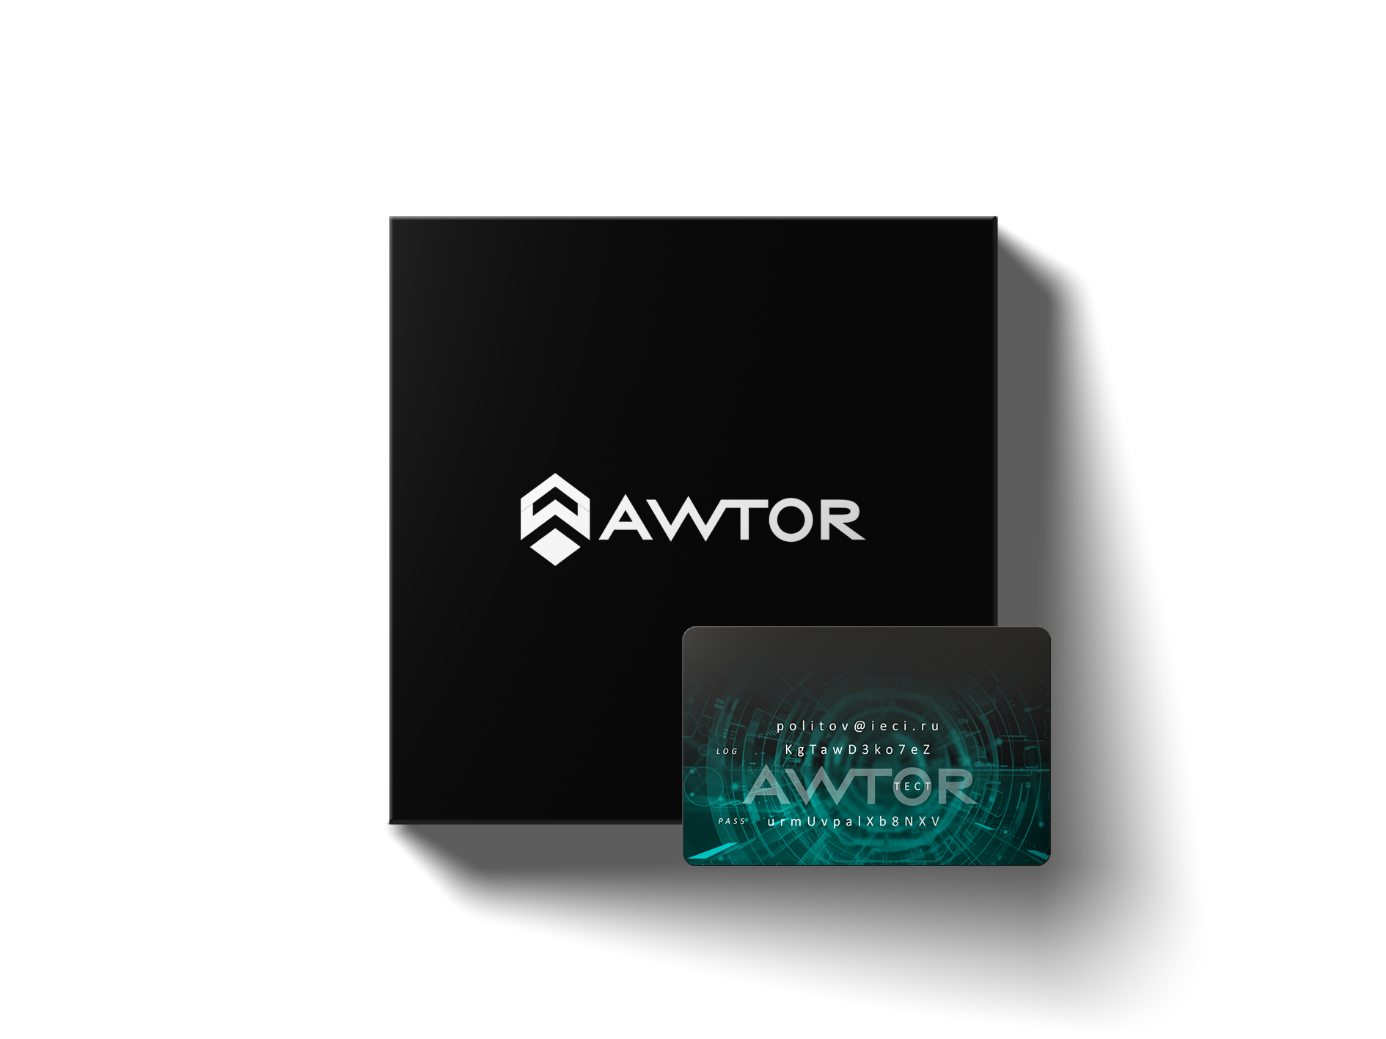 AWTOR
politov@ieci.ru
LOG
KgTawD3ko7eZ
AWTOR
ТЕСТ
PASS
urmUvpalXb8NXV